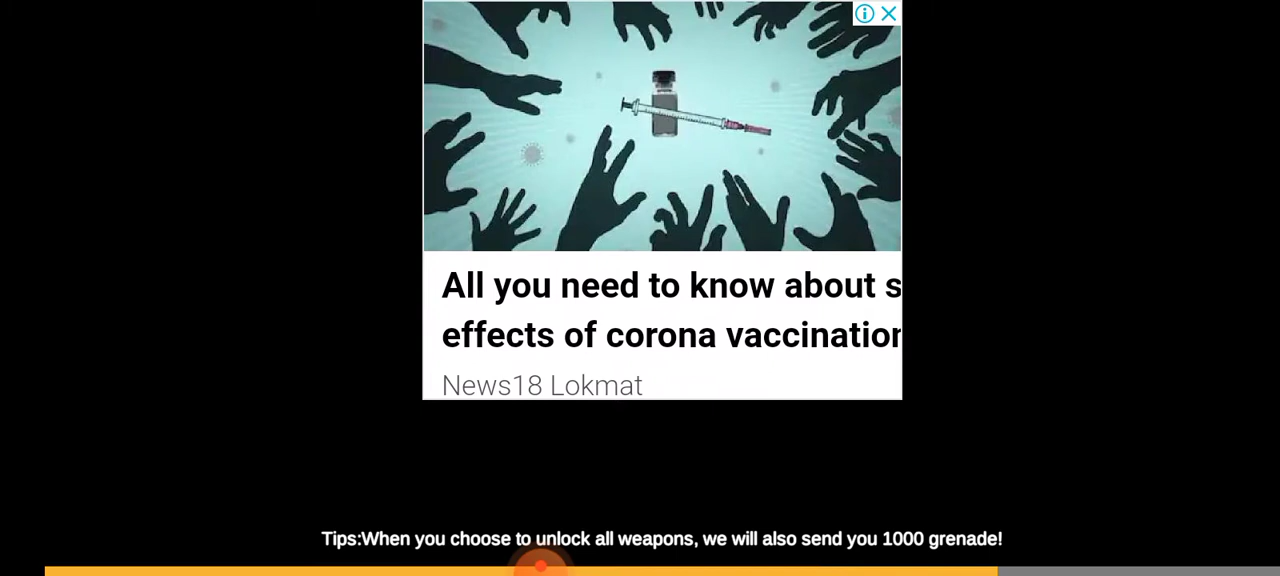 All you need to know about s
effects of corona vaccination
News18 Lokmat
Tips:When you choose to unlock all weapons, we will also send you 1000 grenade!